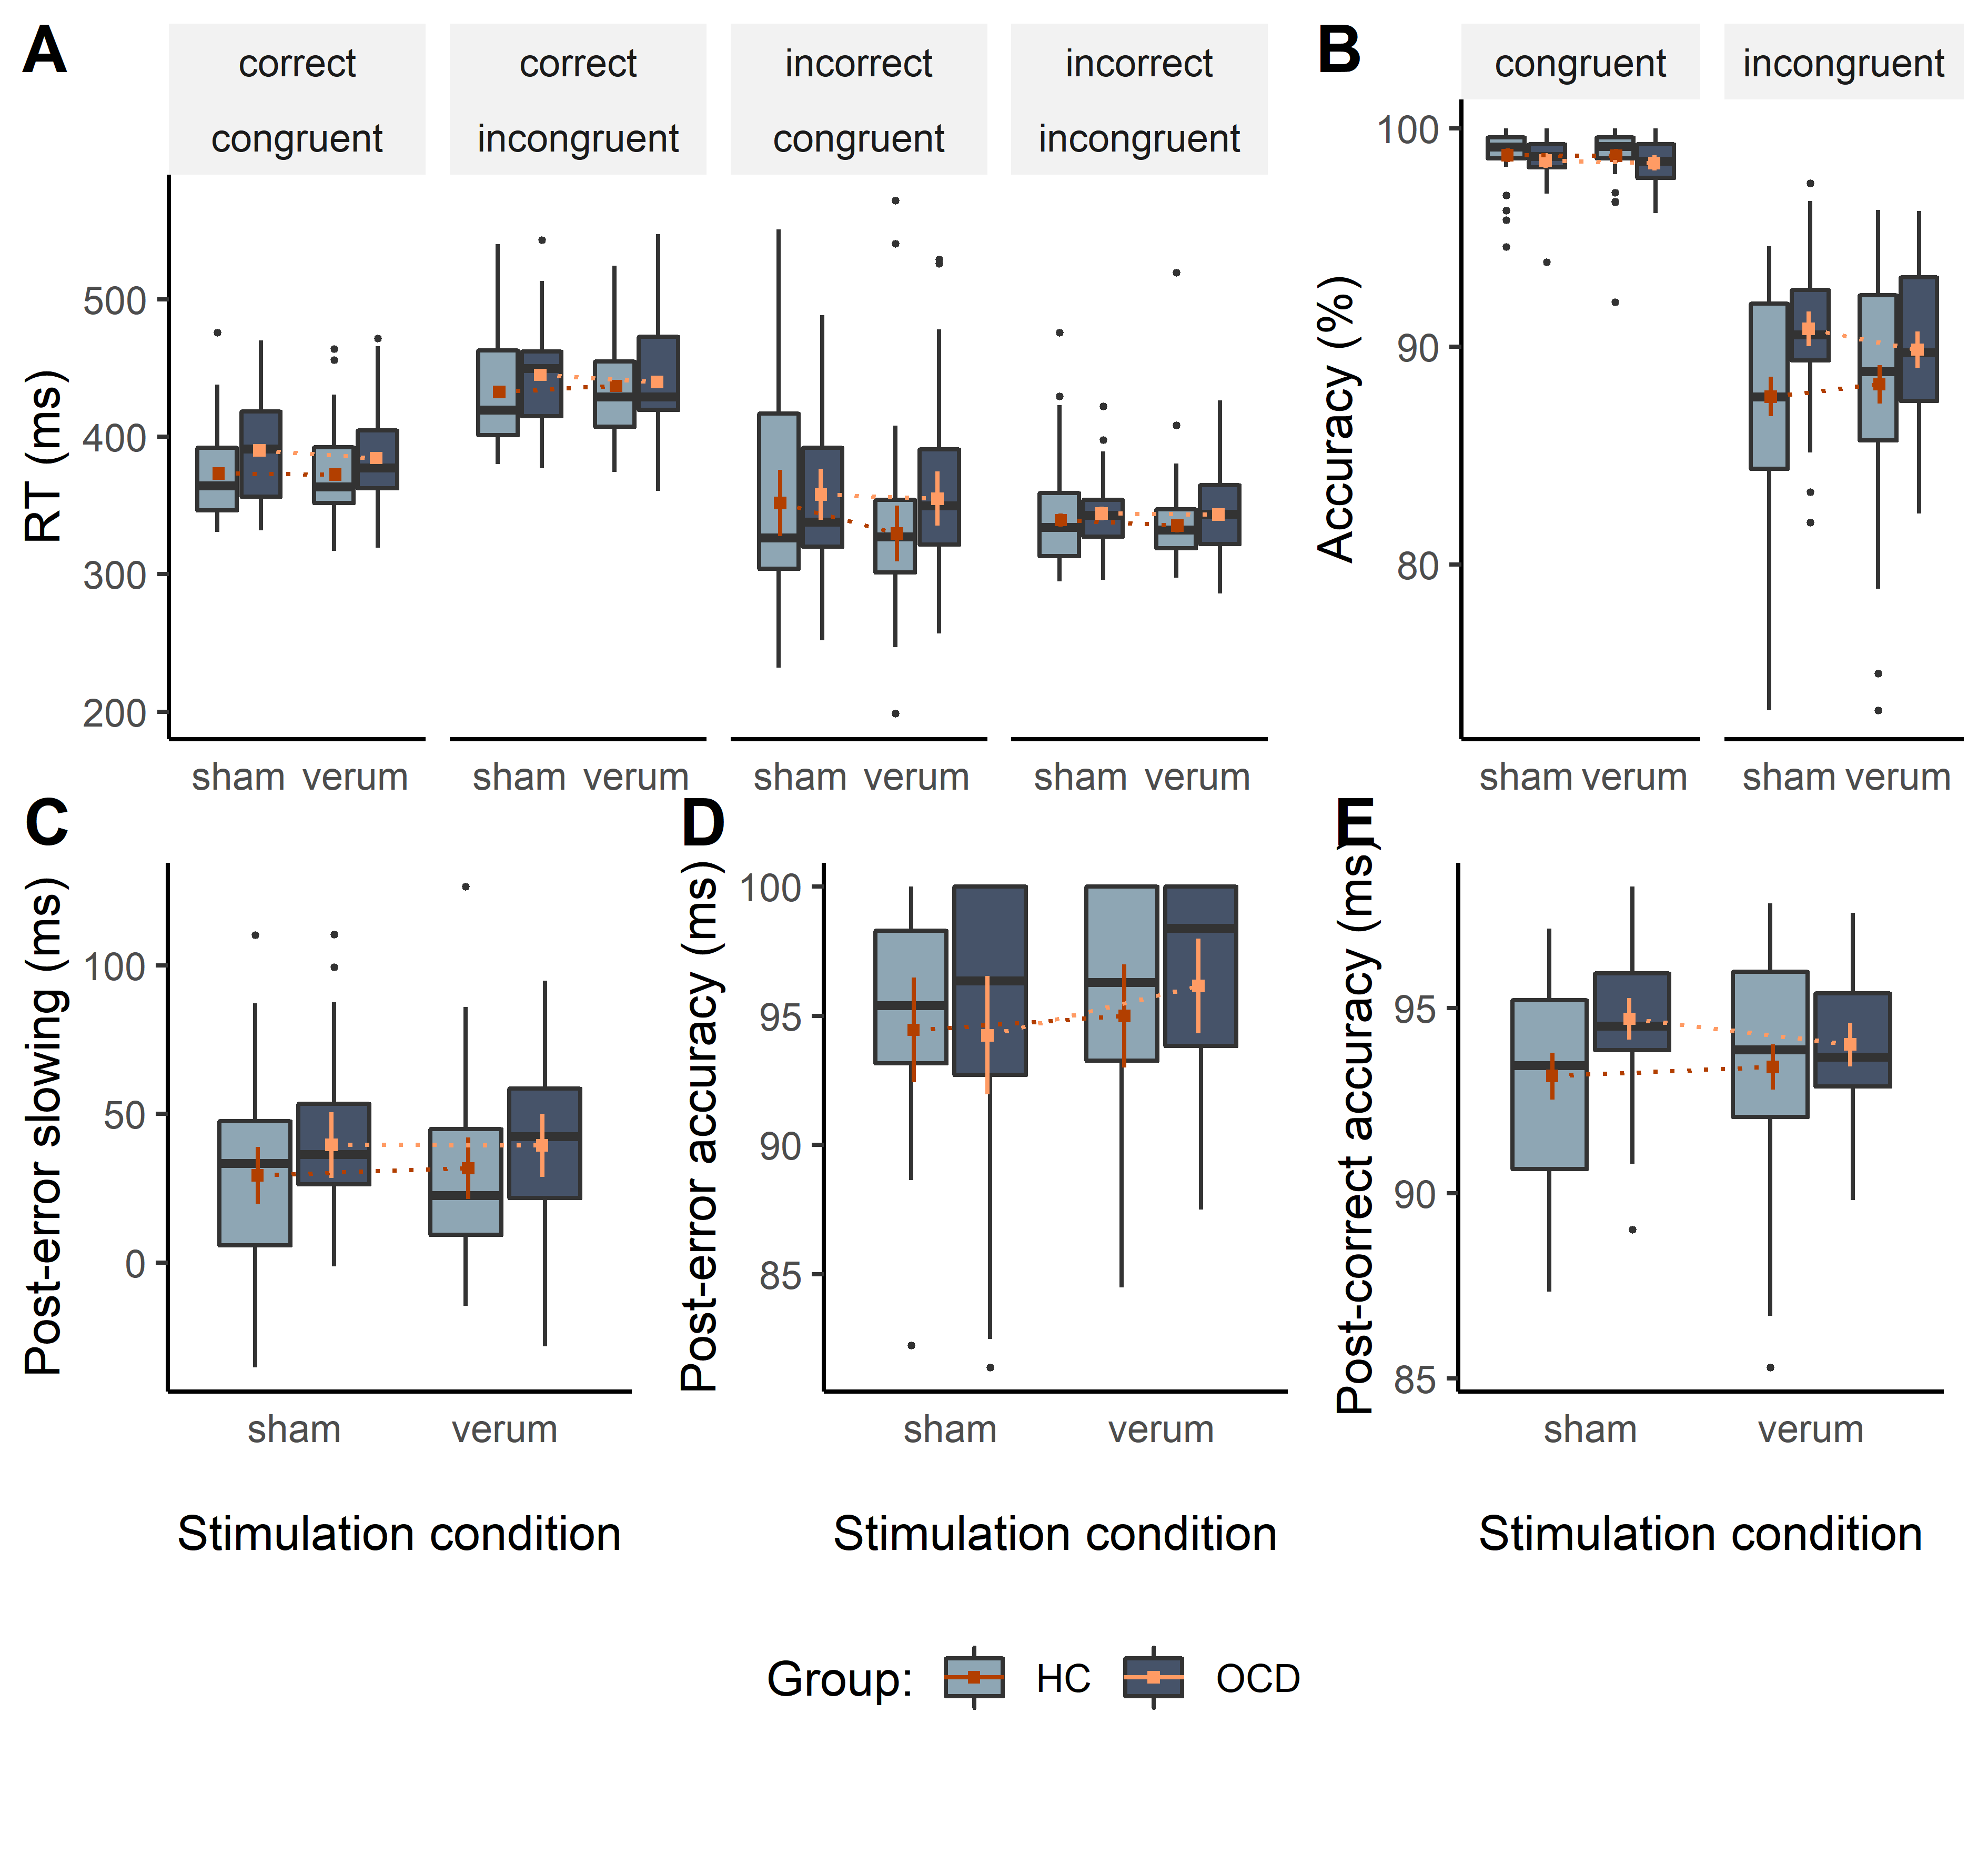 A
correct
congruent
correct
incongruent
incorrect
congruent
incorrect
incongruent
RT (ms)
500
400
300
200
sham verum
sham verum
sham verum
sham verum
B
congruent
incongruent
Accuracy (%)
100
90
80
sham verum
sham verum
C
Post-error slowing (ms)
100
50
0
sham verum
Stimulation condition
D
Post-error accuracy (ms)
100
95
90
85
sham verum
Stimulation condition
E
Post-correct accuracy (ms)
95
90
85
sham verum
Stimulation condition
Group: HC OCD